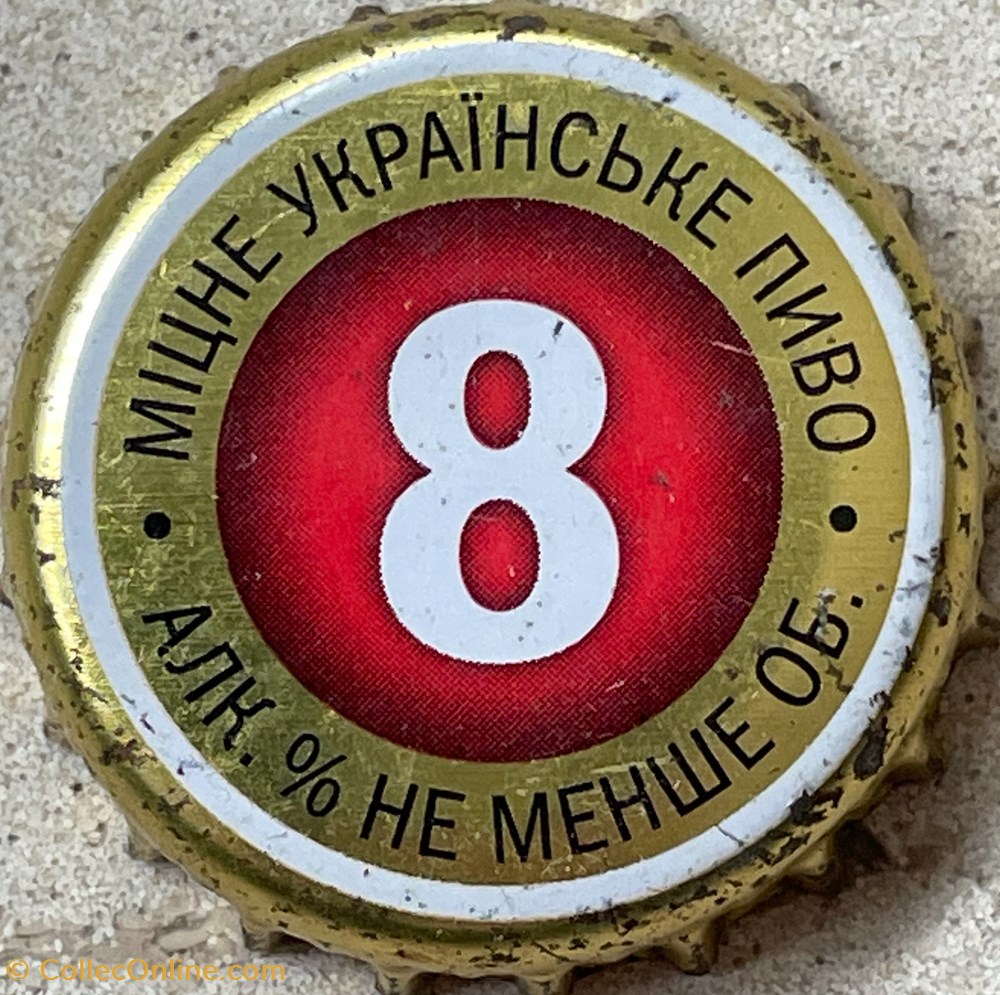 МІЦНЕ УКРАЇНСЬКЕ ПИВО
8
• АЛК. % НЕ МЕНШЕ ОБ. •
© CollecOnline.com